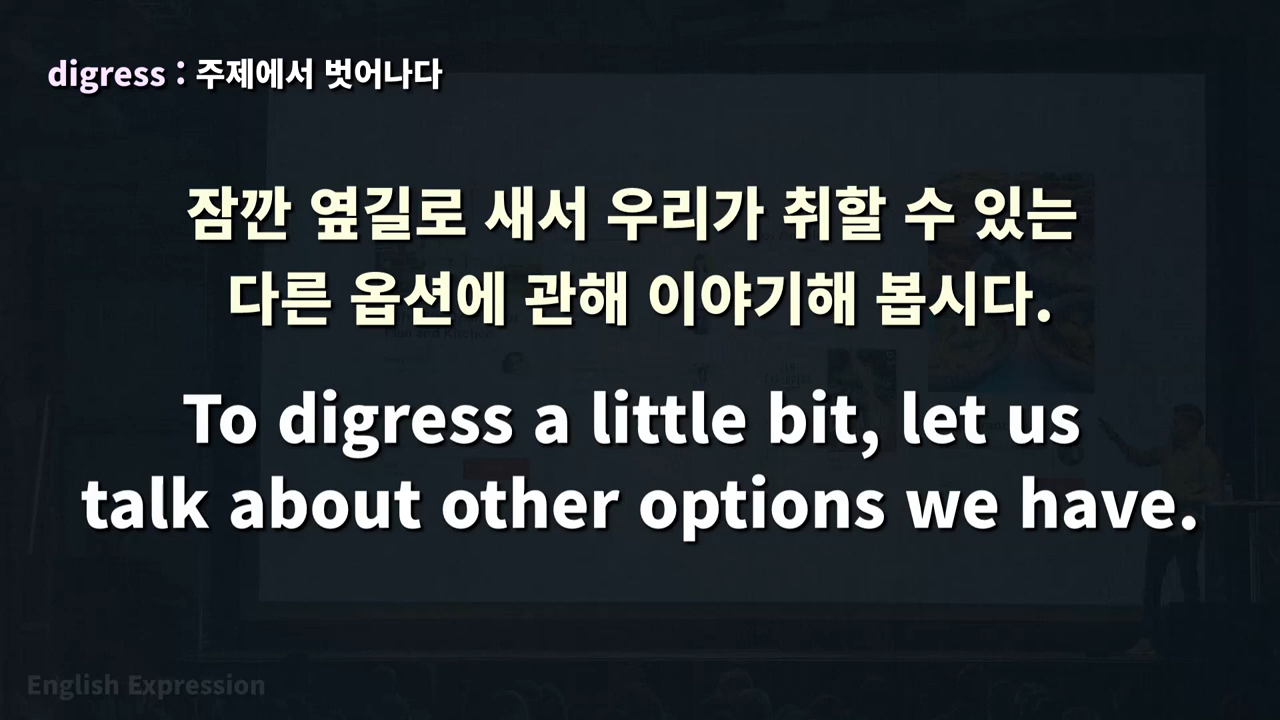 digress : 주제에서 벗어나다
잠깐 옆길로 새서 우리가 취할 수 있는
다른 옵션에 관해 이야기해 봅시다.
To digress a little bit, let us
talk about other options we have.
English Expression